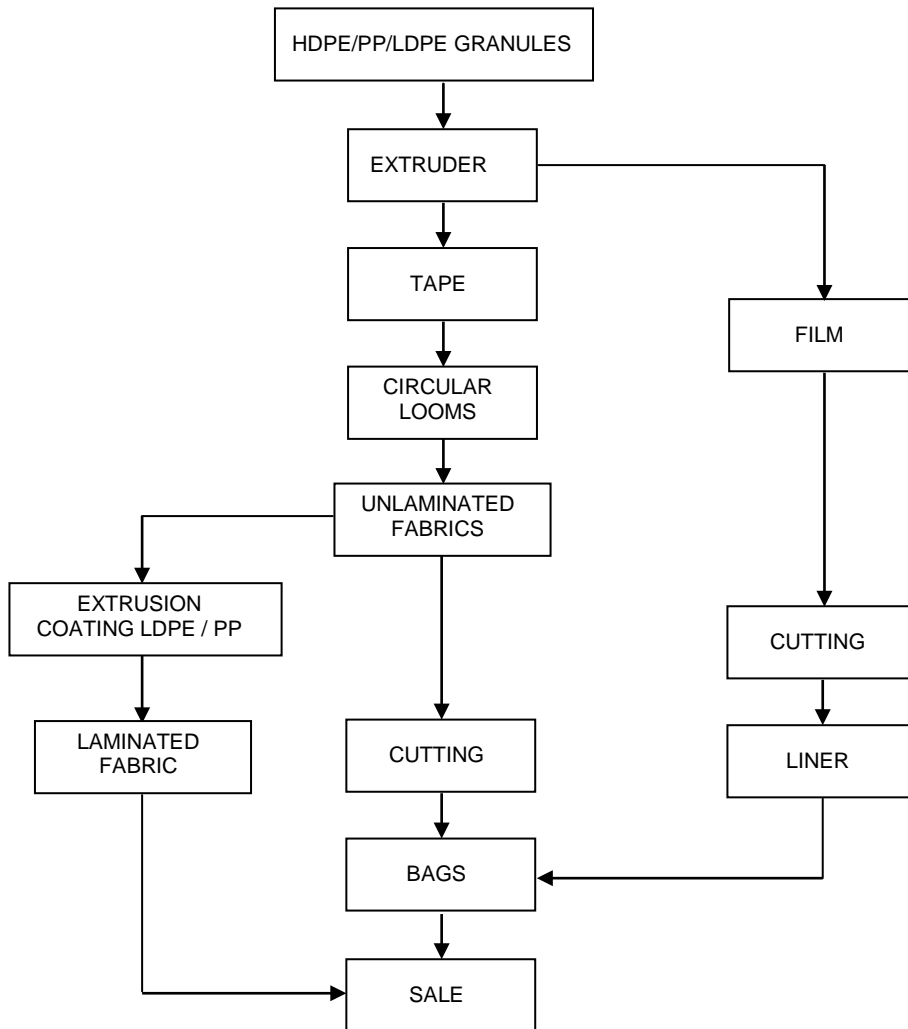 HDPE/PP/LDPE GRANULES
EXTRUDER
TAPE
FILM
CIRCULAR
LOOMS
UNLAMINATED
FABRICS
EXTRUSION
COATING LDPE / PP
CUTTING
LAMINATED
FABRIC
CUTTING
LINER
BAGS
SALE